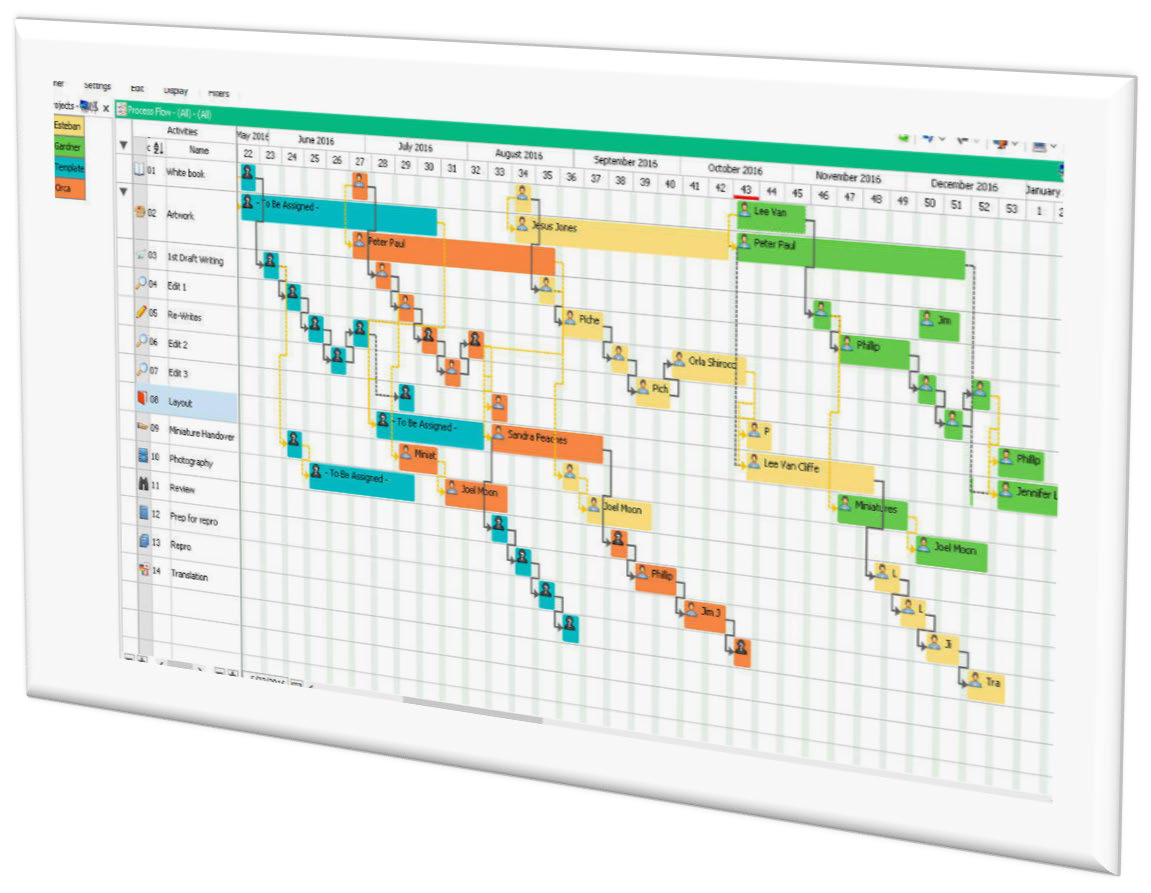 Settings Edit Display Filters
Process Flow - (All) - (All)
Esteban
Gardner
Template
Orca
Activities
Name
May 2016 June 2016 July 2016 August 2016 September 2016 October 2016 November 2016 December 2016 January
22 23 24 25 26 27 28 29 30 31 32 33 34 35 36 37 38 39 40 41 42 43 44 45 46 47 48 49 50 51 52 53 1
01 White book
02 Artwork
03 1st Draft Writing
04 Edit 1
05 Re-Writes
06 Edit 2
07 Edit 3
08 Layout
09 Miniature Handover
10 Photography
11 Review
12 Prep for repro
13 Repro
14 Translation
- To Be Assigned -
Jesus Jones
Lee Van
Peter Paul
Peter Paul
Piche
Jim
Phillip
Orla Shirocc
Pich
- To Be Assigned -
Sandra Peaches
P
Phillip
Miniat
Lee Van Cliffe
Jennifer L
- To Be Assigned -
Joel Moon
Joel Moon
Miniatures
Joel Moon
Phillip
L
Jim J
L
Ji
Tra